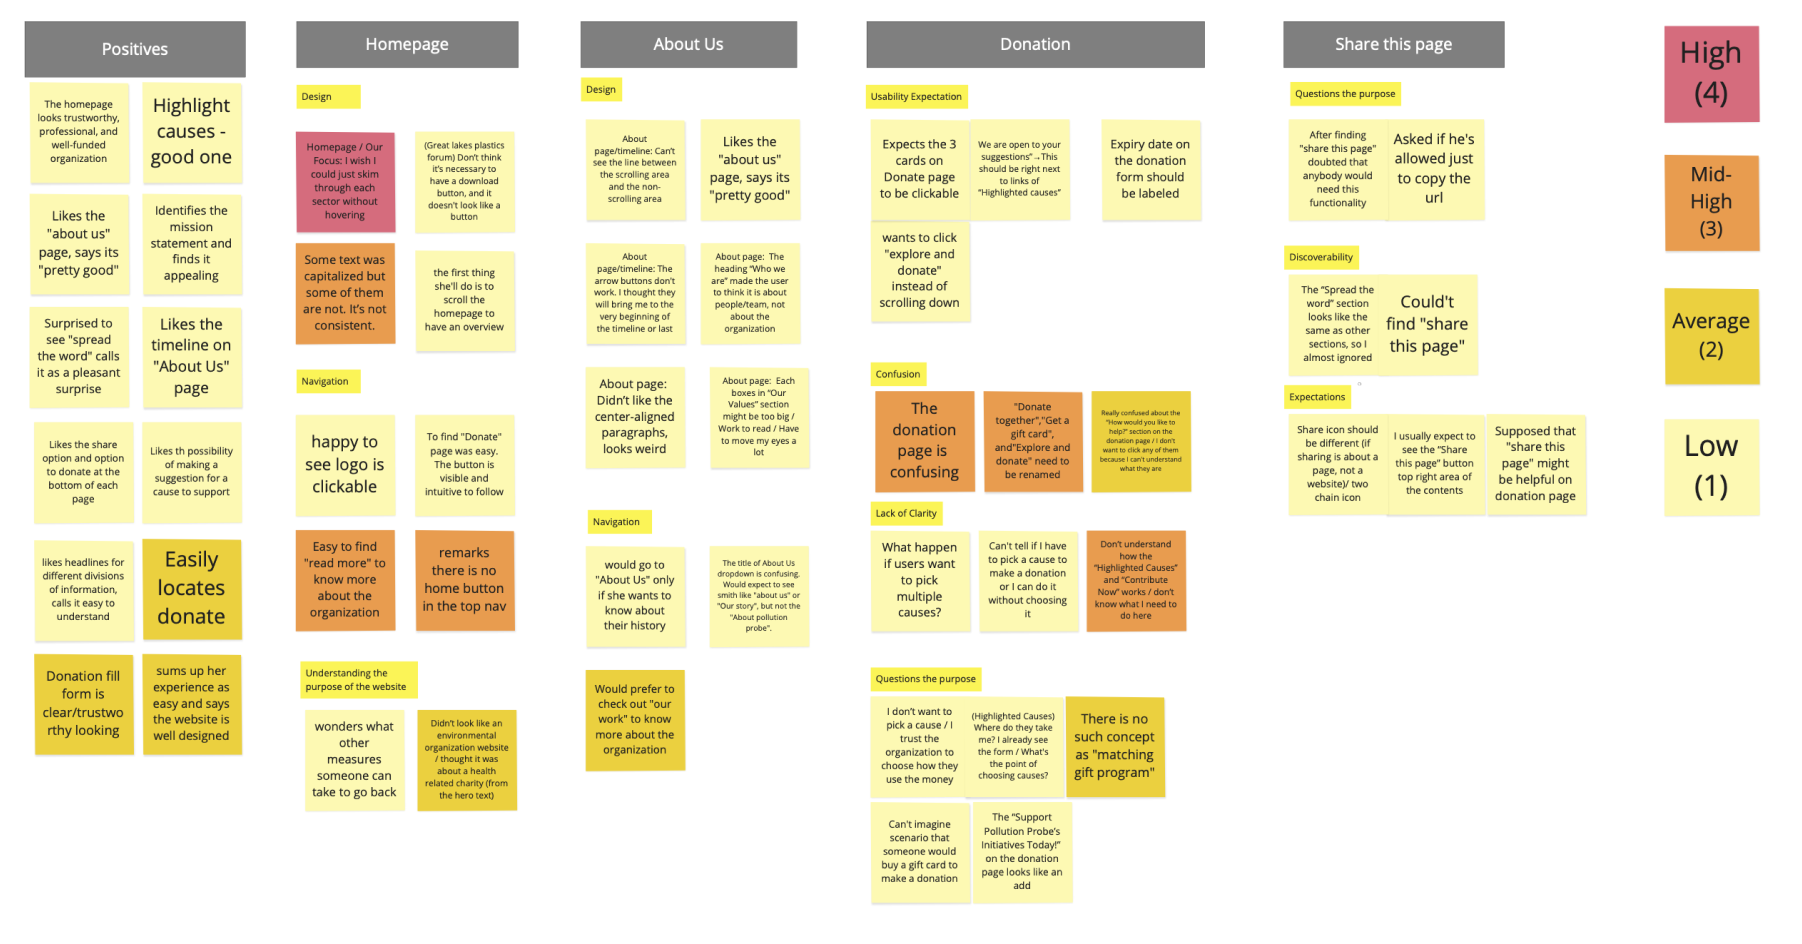 Positives
The homepage
looks trustworthy,
professional, and
well-funded
organization
Highlight
causes -
good one
Likes the
"about us"
page, says its
"pretty good"
Identifies the
mission
statement and
finds it
appealing
Surprised to
see "spread
the word" calls
it as a pleasant
surprise
Likes the
timeline on
"About Us"
page
Likes the share
option and option
to donate at the
bottom of each
page
Likes th possibility
of making a
suggestion for a
cause to support
likes headlines for
different divisions
of information,
calls it easy to
understand
Easily
locates
donate
Donation fill
form is
clear/trustwo
rthy looking
sums up her
experience as
easy and says
the website is
well designed
Homepage
Design
Homepage / Our
Focus: I wish I
could just skim
through each
sector without
hovering
(Great lakes plastics
forum) Don't think
it's necessary to
have a download
button, and it
doesn't look like a
button
Some text was
capitalized but
some of them
are not. It's not
consistent.
the first thing
she'll do is to
scroll the
homepage to
have an overview
Navigation
happy to
see logo is
clickable
To find "Donate"
page was easy.
The button is
visible and
intuitive to follow
Easy to find
"read more" to
know more
about the
organization
remarks
there is no
home button
in the top nav
Understanding the
purpose of the website
wonders what
other
measures
someone can
take to go back
Didn't look like an
environmental
organization website
/ thought it was
about a health
related charity (from
the hero text)
About Us
Design
About
page/timeline: Can't
see the line between
the scrolling area
and the non-
scrolling area
Likes the
"about us"
page, says its
"pretty good"
About
page/timeline: The
arrow buttons don't
work. I thought they
will bring me to the
very beginning of
the timeline or last
About page:  The
heading "Who we
are" made the user
to think it is about
people/team, not
about the
organization
About page:
Didn't like the
center-aligned
paragraphs,
looks weird
About page:  Each
boxes in "Our
Values" section
might be too big /
Work to read / Have
to move my eyes a
lot
Navigation
would go to
"About Us" only
if she wants to
know about
their history
The title of About Us
dropdown is confusing.
Would expect to see
smith like "about us" or
"Our story", but not the
"About pollution
probe".
Would prefer to
check out "our
work" to know
more about the
organization
Donation
Usability Expectation
Expects the 3
cards on
Donate page
to be clickable
We are open to your
suggestions"→This
should be right next
to links of
"Highlighted causes"
Expiry date on
the donation
form should
be labeled
wants to click
"explore and
donate"
instead of
scrolling down
Confusion
The
donation
page is
confusing
"Donate
together","Get a
gift card",
and"Explore and
donate" need to
be renamed
Really confused about the
"How would you like to
help?" section on the
donation page / I don't
want to click any of them
because I can't understand
what they are
Lack of Clarity
What happen
if users want
to pick
multiple
causes?
Can't tell if I have
to pick a cause to
make a donation
or I can do it
without choosing
it
Don't understand
how the
"Highlighted Causes"
and "Contribute
Now" works / don't
know what I need to
do here
Questions the purpose
I don't want to
pick a cause / I
trust the
organization to
choose how they
use the money
(Highlighted Causes)
Where do they take
me? I already see
the form / What's
the point of
choosing causes?
There is no
such concept
as "matching
gift program"
Can't imagine
scenario that
someone would
buy a gift card to
make a donation
The "Support
Pollution Probe's
Initiatives Today!"
on the donation
page looks like an
add
Share this page
Questions the purpose
After finding
"share this page"
doubted that
anybody would
need this
functionality
Asked if he's
allowed just
to copy the
url
Discoverability
The "Spread the
word" section
looks like the
same as other
sections, so I
almost ignored
Could't
find "share
this page"
Expectations
Share icon should
be different (if
sharing is about a
page, not a
website)/ two
chain icon
I usually expect to
see the "Share
this page" button
top right area of
the contents
Supposed that
"share this
page" might
be helpful on
donation page
High
(4)
Mid-
High
(3)
Average
(2)
Low
(1)